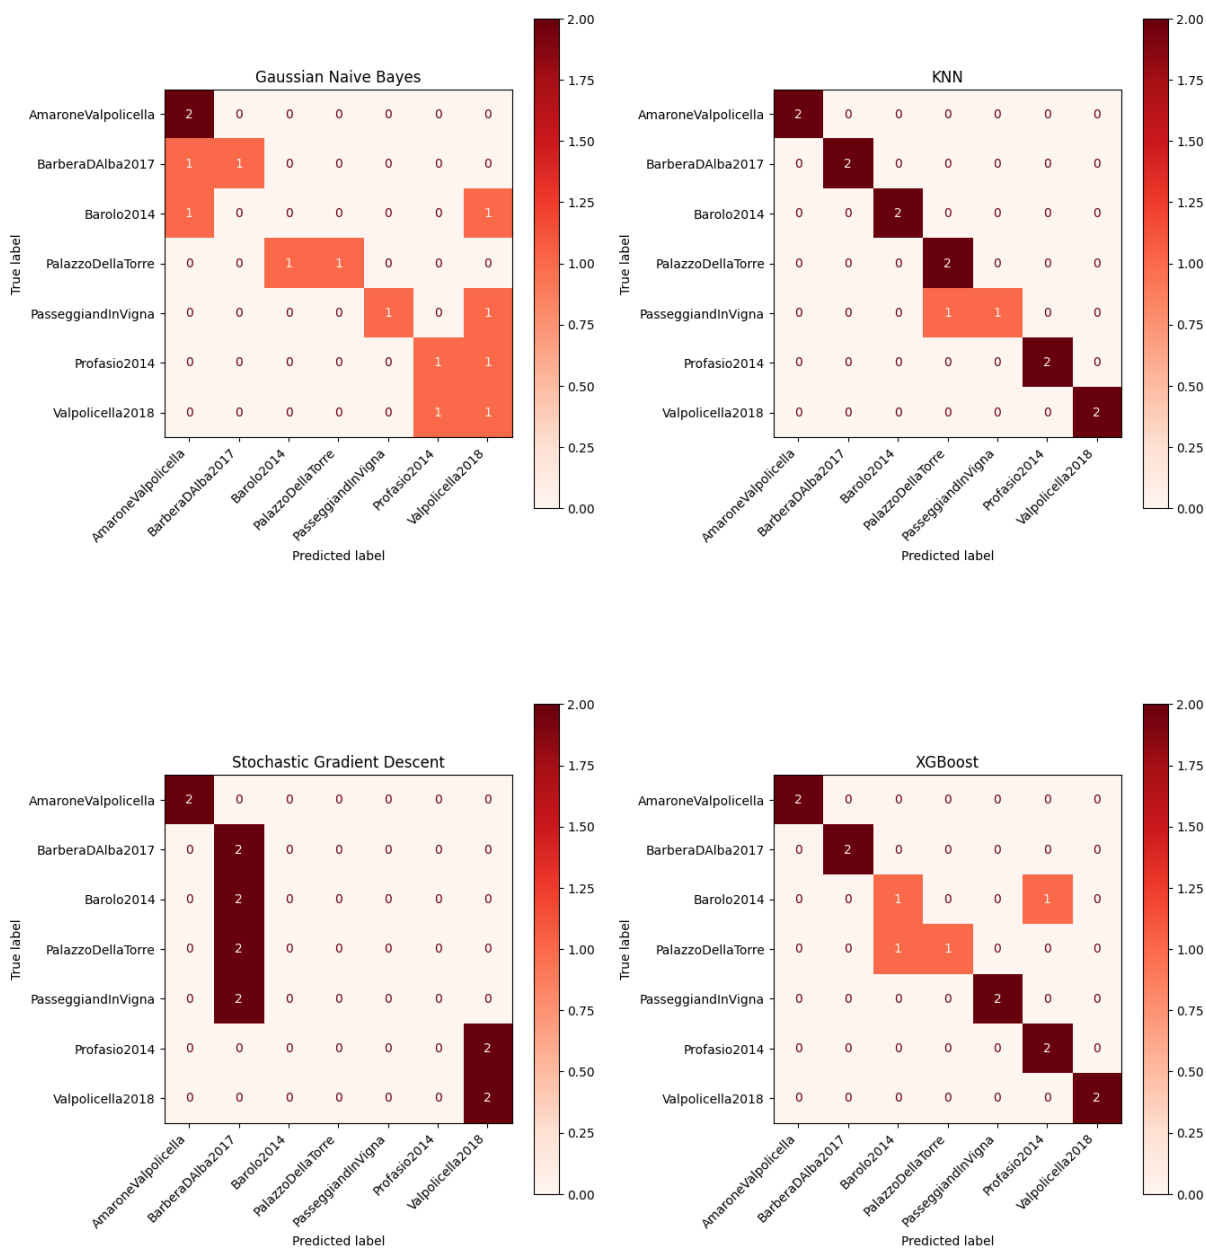 Gaussian Naive Bayes
True label
AmaroneValpolicella 2 0 0 0 0 0 0
BarberaDAlba2017 1 1 0 0 0 0 0
Barolo2014 1 0 0 0 0 0 1
PalazzoDellaTorre 0 0 1 1 0 0 0
PasseggiandInVigna 0 0 0 0 1 0 1
Profasio2014 0 0 0 0 0 1 1
Valpolicella2018 0 0 0 0 0 1 1
AmaroneValpolicella BarberaDAlba2017 Barolo2014 PalazzoDellaTorre PasseggiandInVigna Profasio2014 Valpolicella2018
Predicted label
2.00
1.75
1.50
1.25
1.00
0.75
0.50
0.25
0.00
KNN
True label
AmaroneValpolicella 2 0 0 0 0 0 0
BarberaDAlba2017 0 2 0 0 0 0 0
Barolo2014 0 0 2 0 0 0 0
PalazzoDellaTorre 0 0 0 2 0 0 0
PasseggiandInVigna 0 0 0 1 1 0 0
Profasio2014 0 0 0 0 0 2 0
Valpolicella2018 0 0 0 0 0 0 2
AmaroneValpolicella BarberaDAlba2017 Barolo2014 PalazzoDellaTorre PasseggiandInVigna Profasio2014 Valpolicella2018
Predicted label
2.00
1.75
1.50
1.25
1.00
0.75
0.50
0.25
0.00
Stochastic Gradient Descent
True label
AmaroneValpolicella 2 0 0 0 0 0 0
BarberaDAlba2017 0 2 0 0 0 0 0
Barolo2014 0 2 0 0 0 0 0
PalazzoDellaTorre 0 2 0 0 0 0 0
PasseggiandInVigna 0 2 0 0 0 0 0
Profasio2014 0 0 0 0 0 0 2
Valpolicella2018 0 0 0 0 0 0 2
AmaroneValpolicella BarberaDAlba2017 Barolo2014 PalazzoDellaTorre PasseggiandInVigna Profasio2014 Valpolicella2018
Predicted label
2.00
1.75
1.50
1.25
1.00
0.75
0.50
0.25
0.00
XGBoost
True label
AmaroneValpolicella 2 0 0 0 0 0 0
BarberaDAlba2017 0 2 0 0 0 0 0
Barolo2014 0 0 1 0 0 1 0
PalazzoDellaTorre 0 0 1 1 0 0 0
PasseggiandInVigna 0 0 0 0 2 0 0
Profasio2014 0 0 0 0 0 2 0
Valpolicella2018 0 0 0 0 0 0 2
AmaroneValpolicella BarberaDAlba2017 Barolo2014 PalazzoDellaTorre PasseggiandInVigna Profasio2014 Valpolicella2018
Predicted label
2.00
1.75
1.50
1.25
1.00
0.75
0.50
0.25
0.00